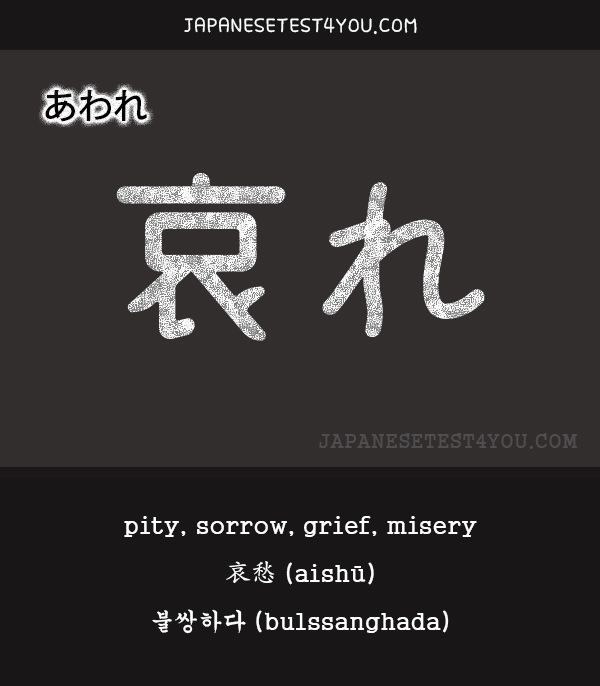 JAPANESETEST4YOU.COM
あわれ
哀れ
JAPANESETEST4YOU.COM
pity, sorrow, grief, misery
哀愁 (aishū)
불쌍하다 (bulssanghada)